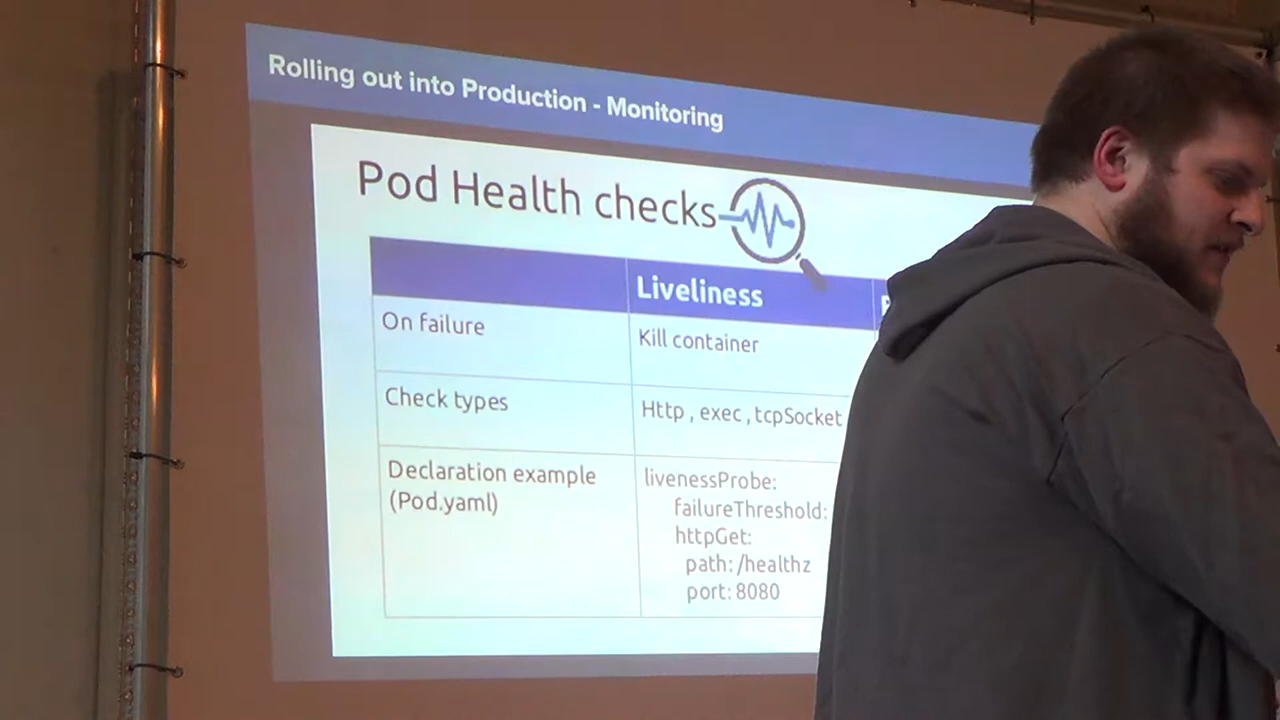 Rolling out into Production - Monitoring
Pod Health checks
Liveliness
On failure
Kill container
Check types
Http , exec , tcpSocket
Declaration example
(Pod.yaml)
livenessProbe:
failureThreshold:
httpGet:
path: /healthz
port: 8080